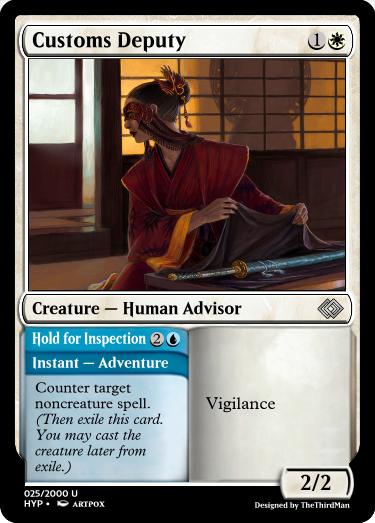 Customs Deputy 1
Creature — Human Advisor
Hold for Inspection 2
Instant — Adventure
Counter target
noncreature spell.
(Then exile this card.
You may cast the
creature later from
exile.)
Vigilance
2/2
025/2000 U
HYP • ARTPOX
Designed by TheThirdMan